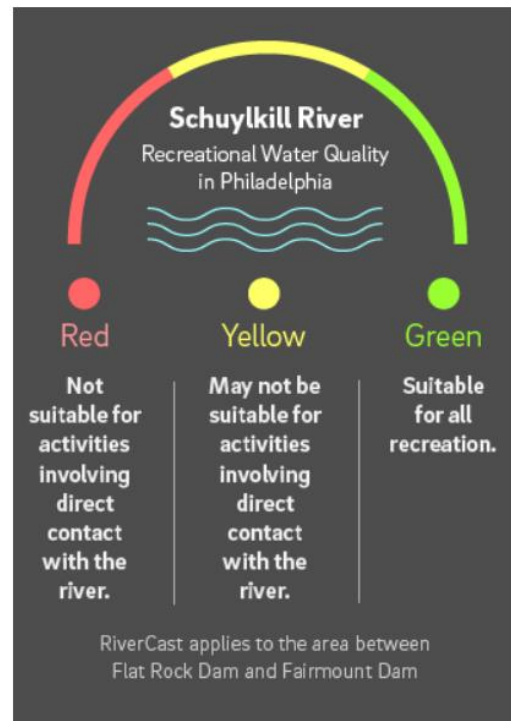 Schuylkill River
Recreational Water Quality
in Philadelphia
Red
Not
suitable for
activities
involving
direct
contact
with the
river.
Yellow
May not be
suitable for
activities
involving
direct
contact
with the
river.
Green
Suitable
for all
recreation.
RiverCast applies to the area between
Flat Rock Dam and Fairmount Dam